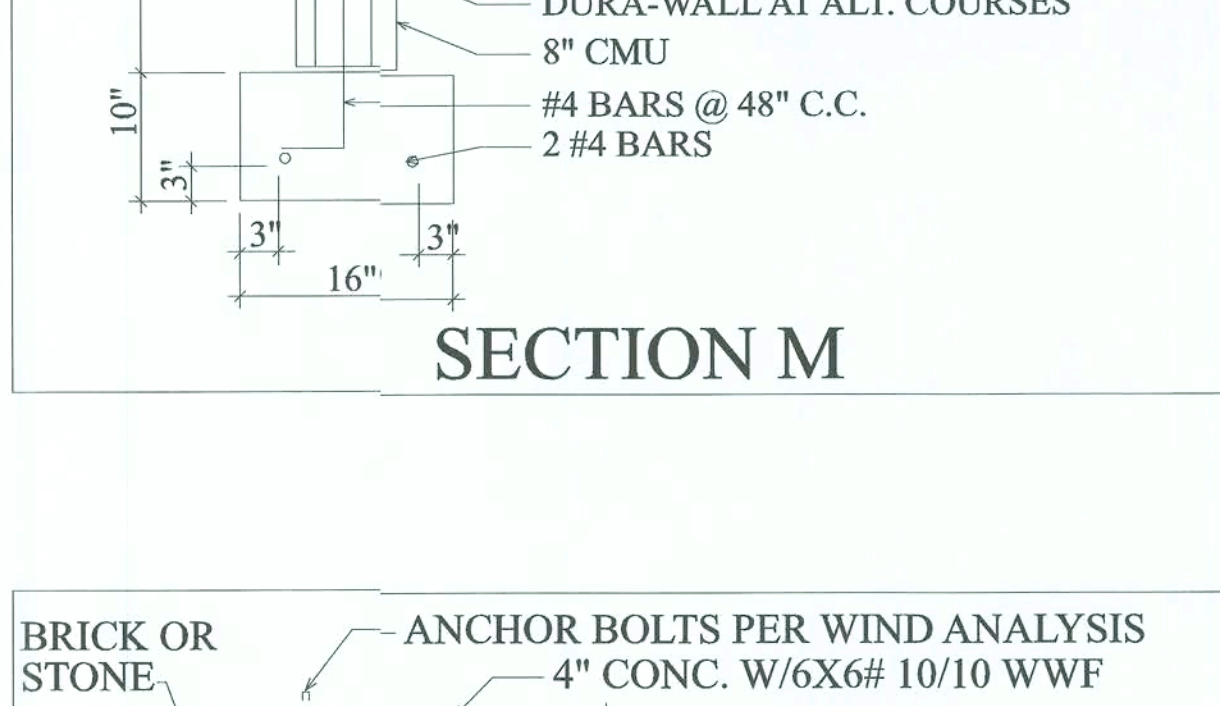 DURA-WALL AT ALT. COURSES
8" CMU
#4 BARS @ 48" C.C.
2 #4 BARS
10"
3"
3"
3"
16"
SECTION M
BRICK OR
STONE
ANCHOR BOLTS PER WIND ANALYSIS
4" CONC. W/6X6# 10/10 WWF